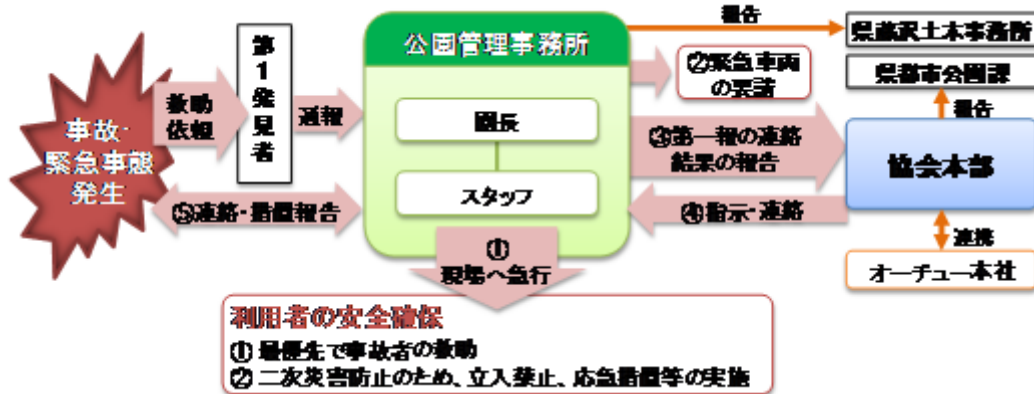 報告
公園管理事務所
県藤沢土木事務所
第1発見者
②緊急車両
の要請
県都市公園課
救助
依頼
通報
園長
報告
事故・
緊急事態
発生
③第一報の連絡
結果の報告
協会本部
スタッフ
⑤連絡・措置報告
④指示・連絡
①
現場へ急行
連携
オーチュー本社
利用者の安全確保
① 最優先で事故者の救助
② 二次災害防止のため、立入禁止、応急措置等の実施